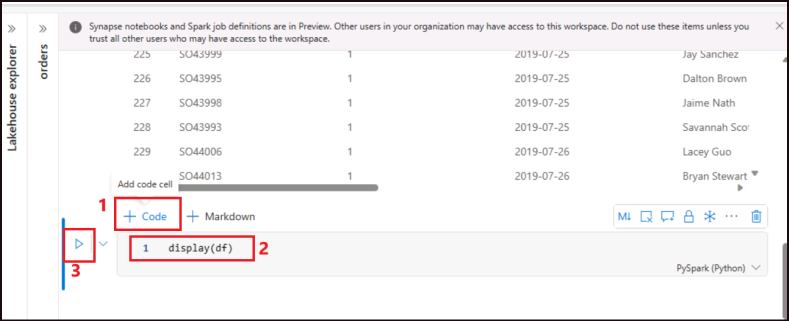 Lakehouse explorer
orders
Synapse notebooks and Spark job definitions are in Preview. Other users in your organization may have access to this workspace. Do not use these items unless you
trust all other users who may have access to the workspace.
225 SO43999 1 2019-07-25 Jay Sanchez
226 SO43995 1 2019-07-25 Dalton Brown
227 SO43998 1 2019-07-25 Jaime Nath
228 SO43993 1 2019-07-25 Savannah Sco
229 SO44006 1 2019-07-26 Lacey Guo
SO44013 1 2019-07-26 Bryan Stewart
Add code cell
1
+ Code + Markdown
M↓ ...
1 display(df) 2
3
PySpark (Python)